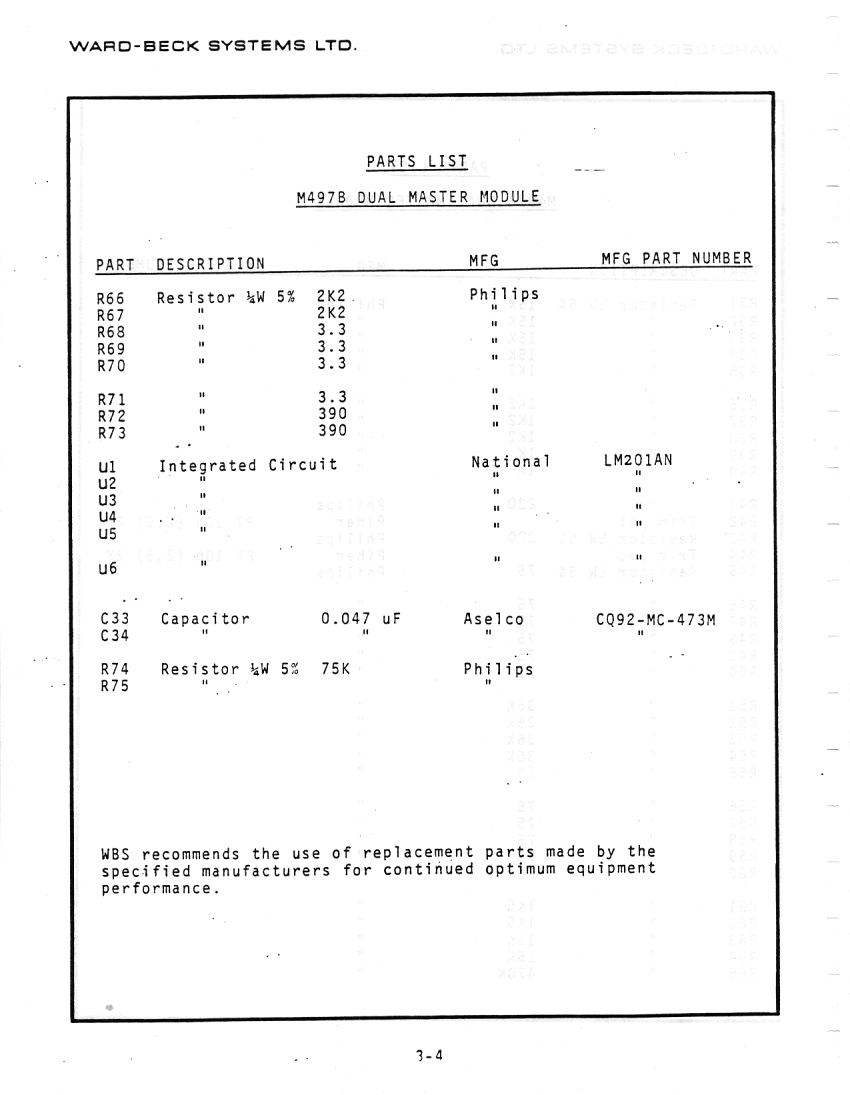 WARD-BECK SYSTEMS LTD.
PARTS LIST
M497B DUAL MASTER MODULE
PART DESCRIPTION MFG MFG PART NUMBER
R66 Resistor ¼W 5% 2K2 Philips
R67 " 2K2 "
R68 " 3.3 "
R69 " 3.3 "
R70 " 3.3 "
R71 " 3.3 "
R72 " 390 "
R73 " 390 "
U1 Integrated Circuit National LM201AN
U2 " " "
U3 " " "
U4 " " "
U5 " " "
U6 " " "
C33 Capacitor 0.047 uF Aselco CQ92-MC-473M
C34 " " " "
R74 Resistor ¼W 5% 75K Philips
R75 " "
WBS recommends the use of replacement parts made by the
specified manufacturers for continued optimum equipment
performance.
3-4